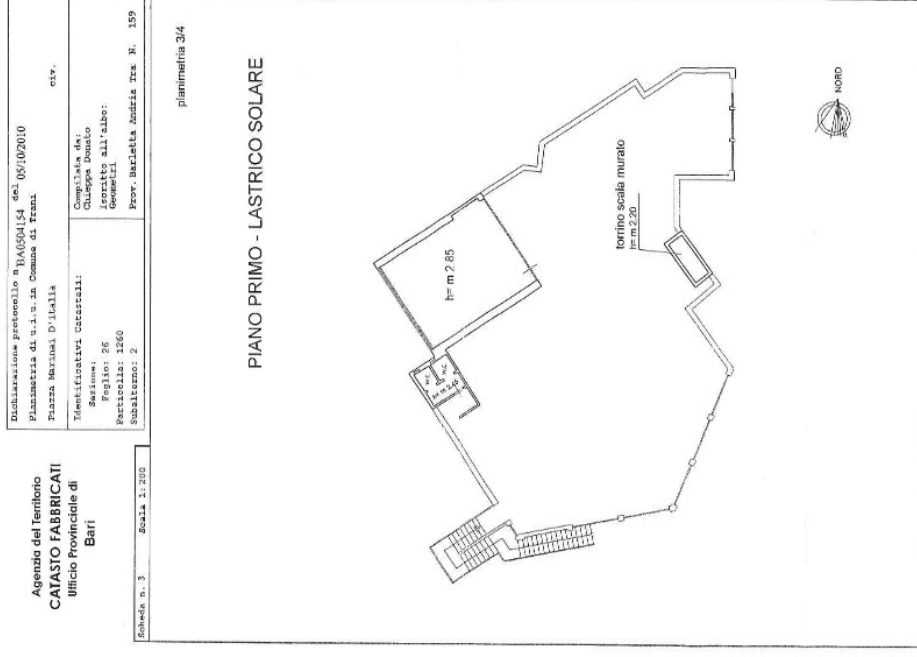 Agenzia del Territorio
CATASTO FABBRICATI
Ufficio Provinciale di
Bari
Dichiarazione protocollo n. BA0504154 del 05/10/2010
Planimetria di u.i.u. in Comune di Trani
Piazza Marinai D'italia civ.
Identificativi Catastali:
Sezione:
Foglio: 26
Particella: 1260
Subalterno: 2
Compilata da:
Chieppa Donato
Iscritto all'albo:
Geometri
Prov. Barletta Andria Tra N. 159
Scheda n. 3 Scala 1:200
planimetria 3/4
PIANO PRIMO - LASTRICO SOLARE
h= m 2.85
w.c.
w.c.
h= m 2.45
torrino scala murato
h= m 2.20
NORD